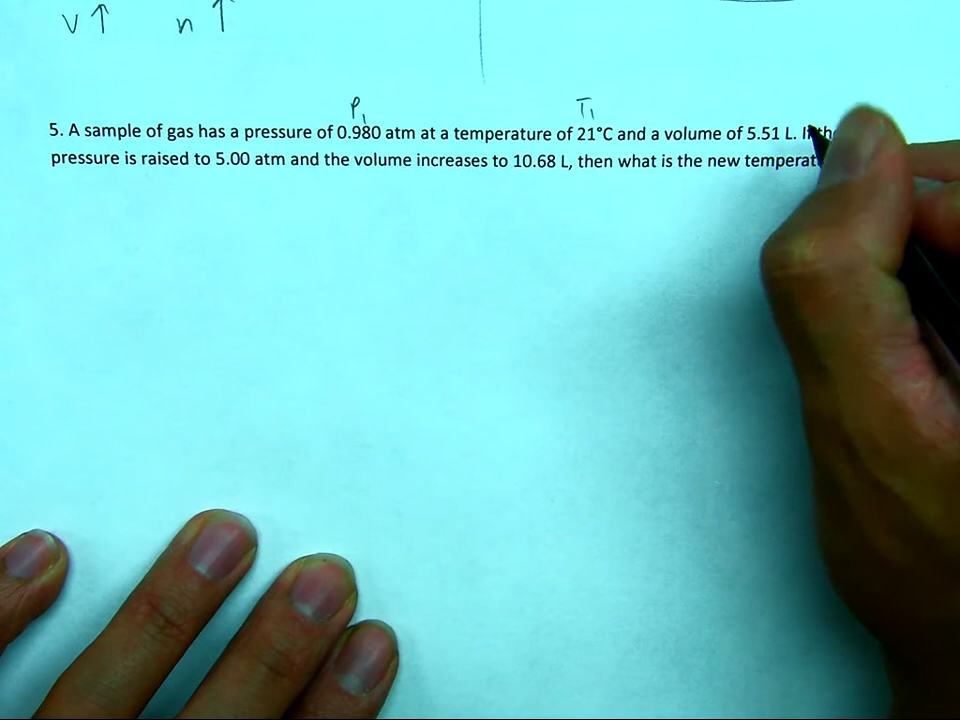 V↑ n↑
P₁ T₁
5. A sample of gas has a pressure of 0.980 atm at a temperature of 21°C and a volume of 5.51 L. If the
pressure is raised to 5.00 atm and the volume increases to 10.68 L, then what is the new